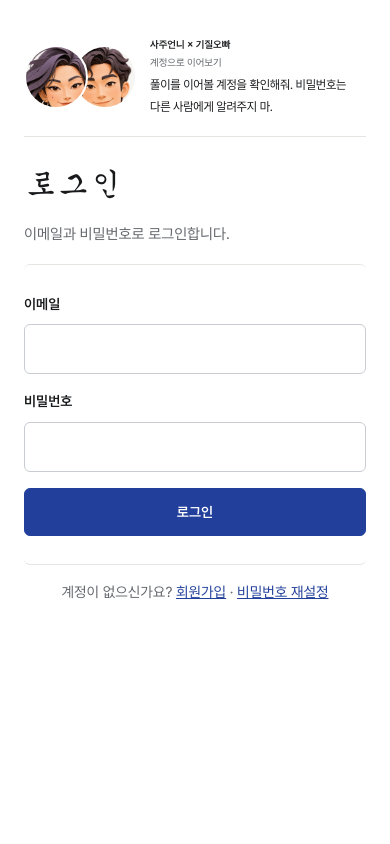 사주언니 × 기질오빠
계정으로 이어보기
풀이를 이어볼 계정을 확인해줘. 비밀번호는
다른 사람에게 알려주지 마.
로그인
이메일과 비밀번호로 로그인합니다.
이메일
비밀번호
로그인
계정이 없으신가요? 회원가입 · 비밀번호 재설정